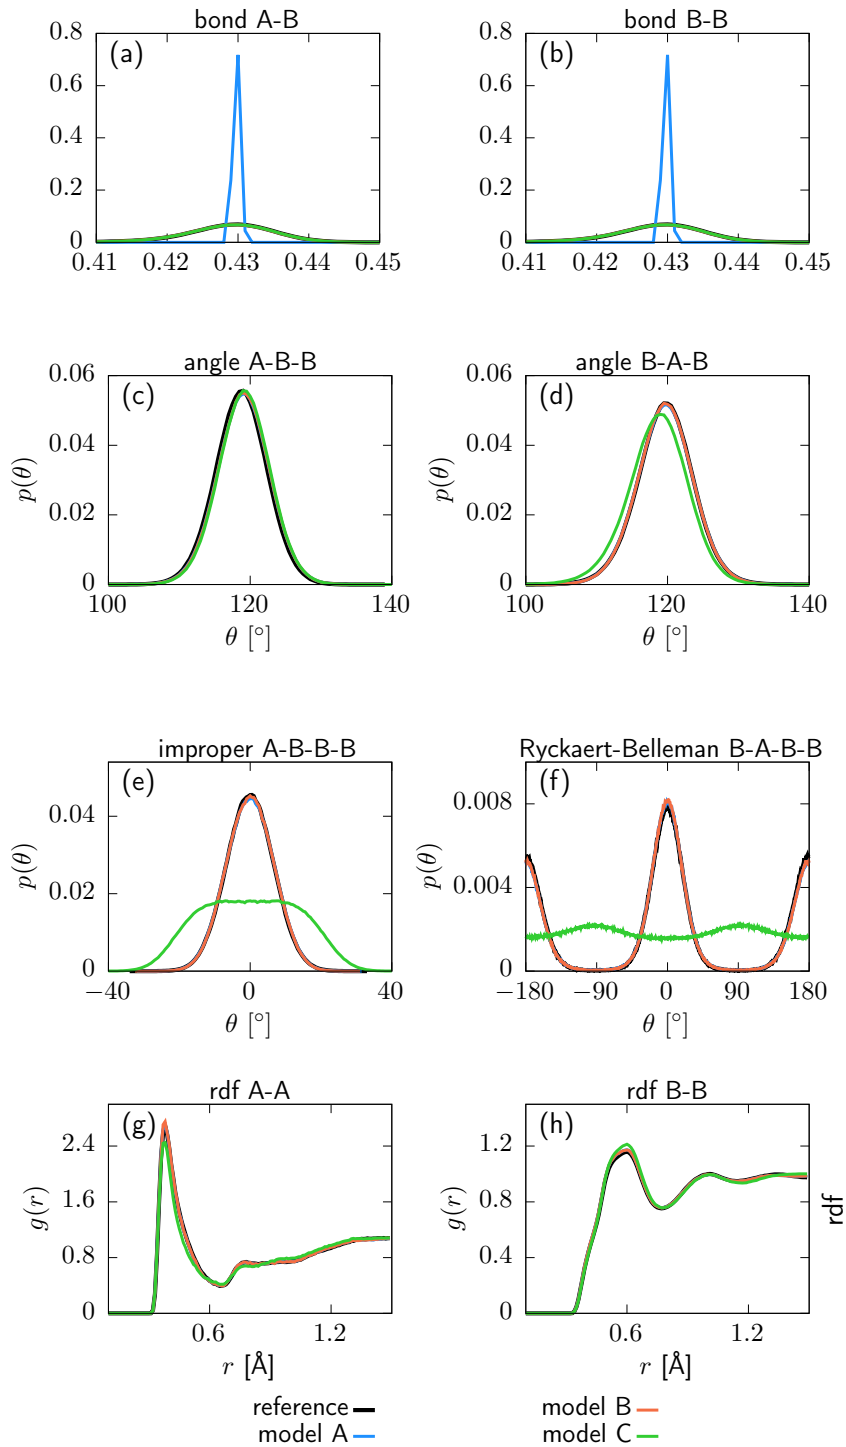 bond A-B
bond B-B
(a)
(b)
0.8
0.6
0.4
0.2
0
0.41 0.42 0.43 0.44 0.45
0.8
0.6
0.4
0.2
0
0.41 0.42 0.43 0.44 0.45
angle A-B-B
angle B-A-B
(c)
(d)
0.06
0.04
0.02
0
p(θ)
100 120 140
θ [°]
0.06
0.04
0.02
0
p(θ)
100 120 140
θ [°]
improper A-B-B-B
Ryckaert-Belleman B-A-B-B
(e)
(f)
0.04
0.02
0
p(θ)
−40 0 40
θ [°]
0.008
0.004
0
p(θ)
−180 −90 0 90 180
θ [°]
rdf A-A
rdf B-B
(g)
(h)
2.4
1.6
0.8
0
g(r)
0.6 1.2
r [Å]
1.2
0.8
0.4
0
g(r)
0.6 1.2
r [Å]
rdf
reference
model A
model B
model C